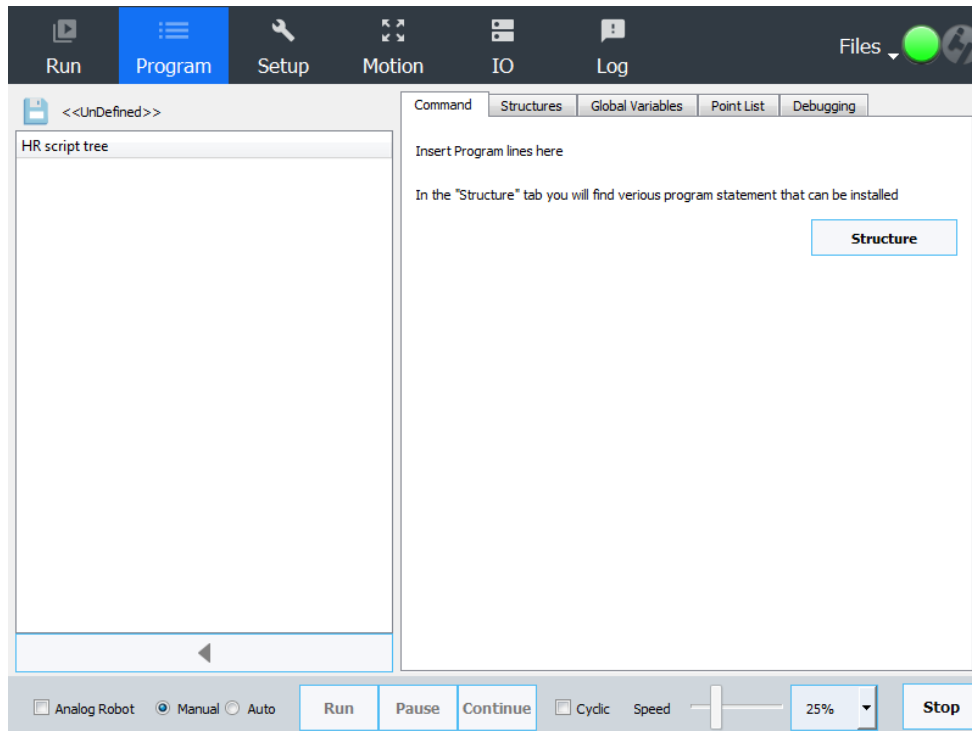 Run Program Setup Motion IO Log Files
<<UnDefined>>
Command Structures Global Variables Point List Debugging
HR script tree
Insert Program lines here
In the "Structure" tab you will find verious program statement that can be installed
Structure
Analog Robot Manual Auto Run Pause Continue Cyclic Speed 25% Stop